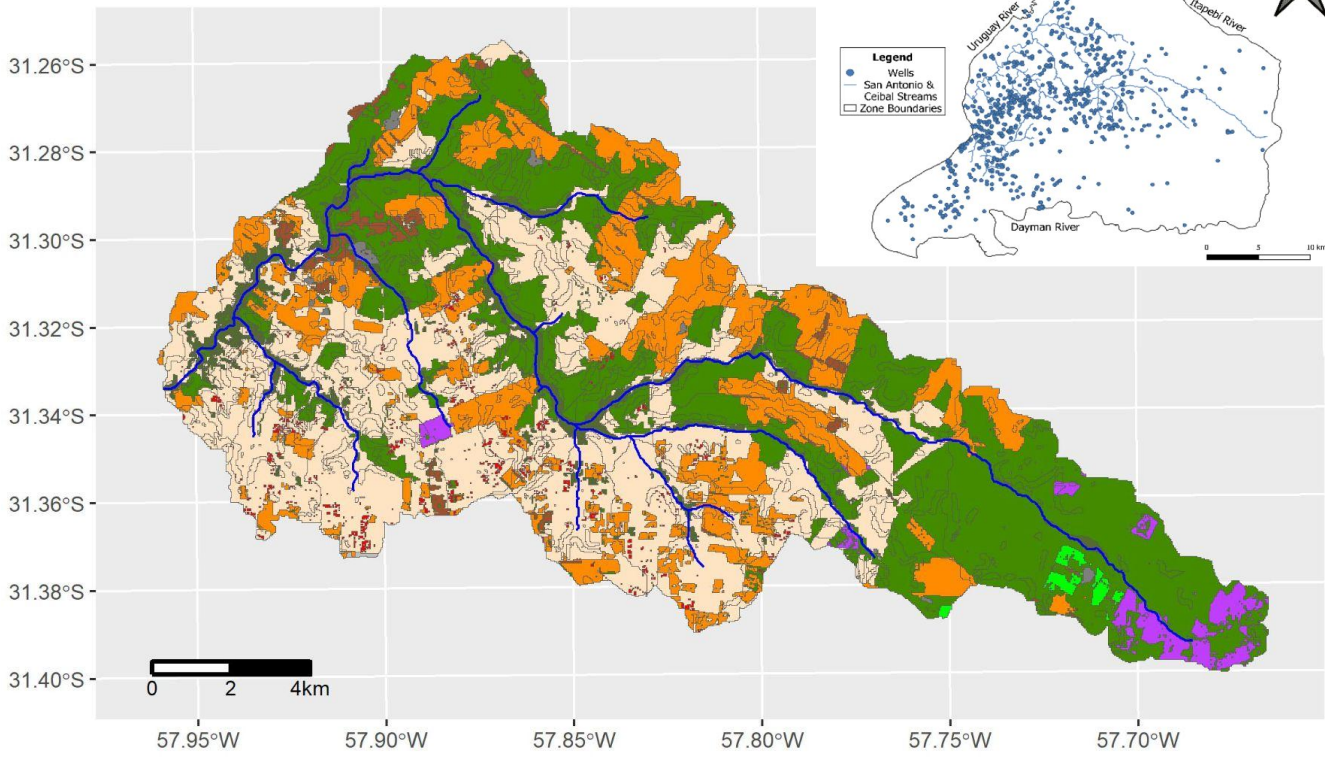 Uruguay River
Itapebí River
Legend
Wells
San Antonio &
Ceibal Streams
Zone Boundaries
Dayman River
0 5 10 km
31.26°S
31.28°S
31.30°S
31.32°S
31.34°S
31.36°S
31.38°S
31.40°S
0 2 4km
57.95°W 57.90°W 57.85°W 57.80°W 57.75°W 57.70°W